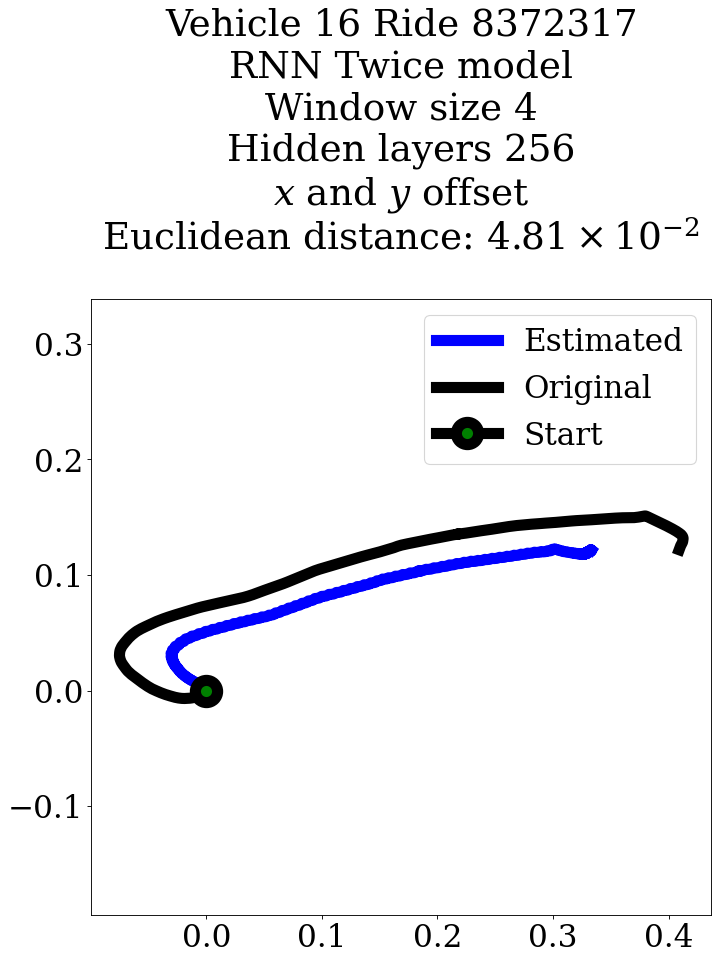 Vehicle 16 Ride 8372317
RNN Twice model
Window size 4
Hidden layers 256
x and y offset
Euclidean distance: 4.81 × 10⁻²
Estimated
Original
Start
0.3
0.2
0.1
0.0
−0.1
0.0 0.1 0.2 0.3 0.4